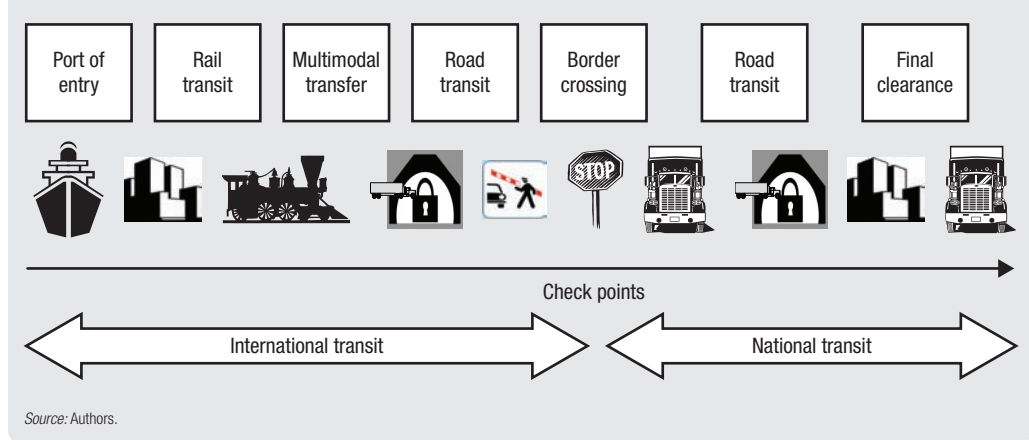 Port of
entry
Rail
transit
Multimodal
transfer
Road
transit
Border
crossing
Road
transit
Final
clearance
STOP
Check points
International transit
National transit
Source: Authors.